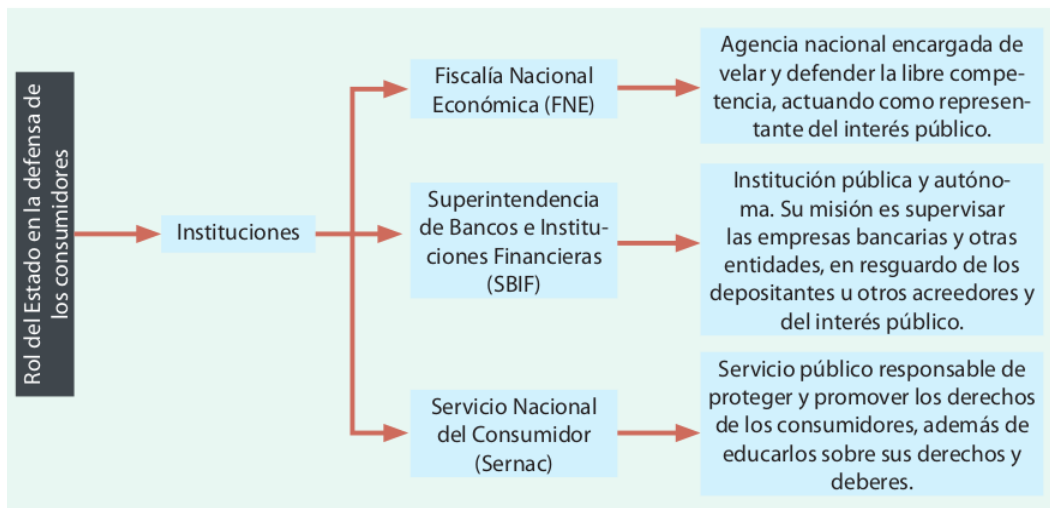 Rol del Estado en la defensa de
los consumidores
Instituciones
Fiscalía Nacional
Económica (FNE)
Agencia nacional encargada de
velar y defender la libre compe-
tencia, actuando como represen-
tante del interés público.
Superintendencia
de Bancos e Institu-
ciones Financieras
(SBIF)
Institución pública y autóno-
ma. Su misión es supervisar
las empresas bancarias y otras
entidades, en resguardo de los
depositantes u otros acreedores y
del interés público.
Servicio Nacional
del Consumidor
(Sernac)
Servicio público responsable de
proteger y promover los derechos
de los consumidores, además de
educarlos sobre sus derechos y
deberes.